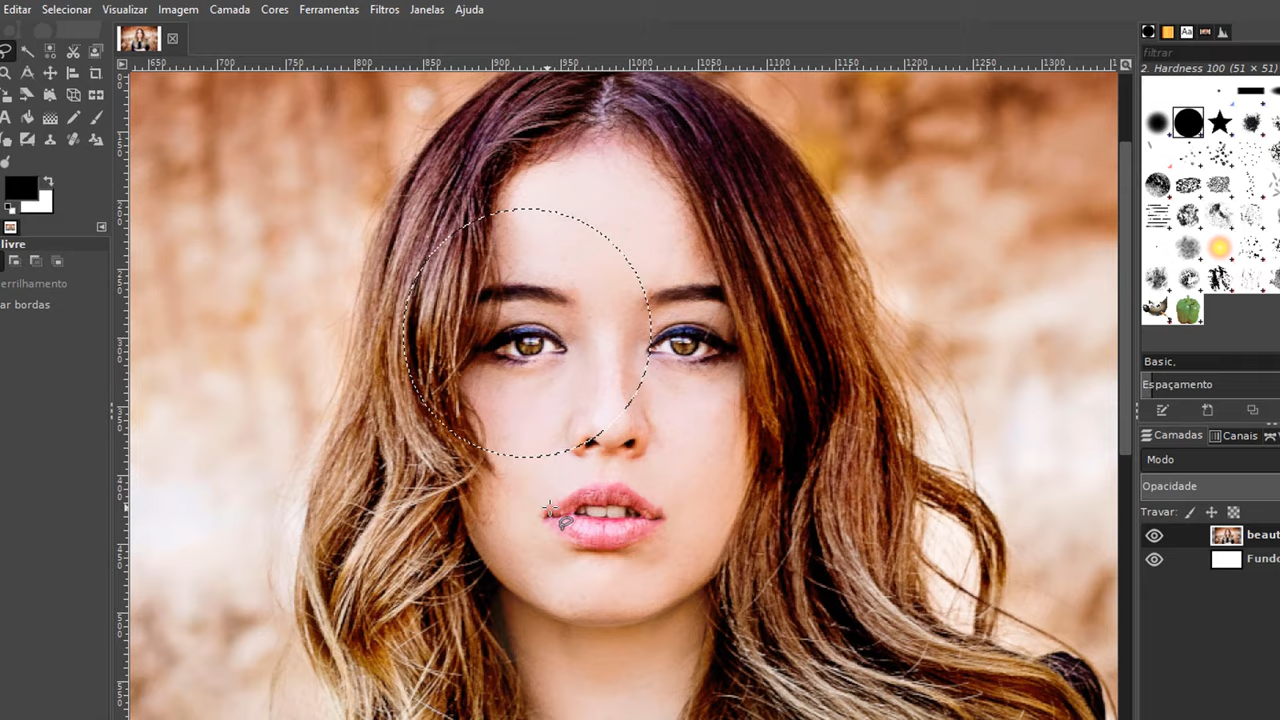 Editar Selecionar Visualizar Imagem Camada Cores Ferramentas Filtros Janelas Ajuda
650 700 750 800 850 900 950 1000 1050 1100 1150 1200 1250 1300
filtrar
2. Hardness 100 (51 × 51)
livre
errilhamento
ar bordas
Basic,
Espaçamento
Camadas Canais
Modo
Opacidade
Travar:
beaut
Fundo